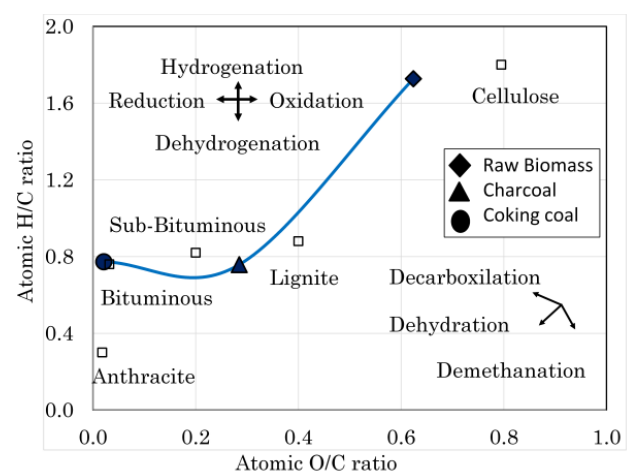 2.0
1.6
1.2
0.8
0.4
0.0
Atomic H/C ratio
Hydrogenation
Reduction
Oxidation
Dehydrogenation
Cellulose
Raw Biomass
Charcoal
Coking coal
Sub-Bituminous
Bituminous
Lignite
Decarboxilation
Dehydration
Demethanation
Anthracite
0.0 0.2 0.4 0.6 0.8 1.0
Atomic O/C ratio